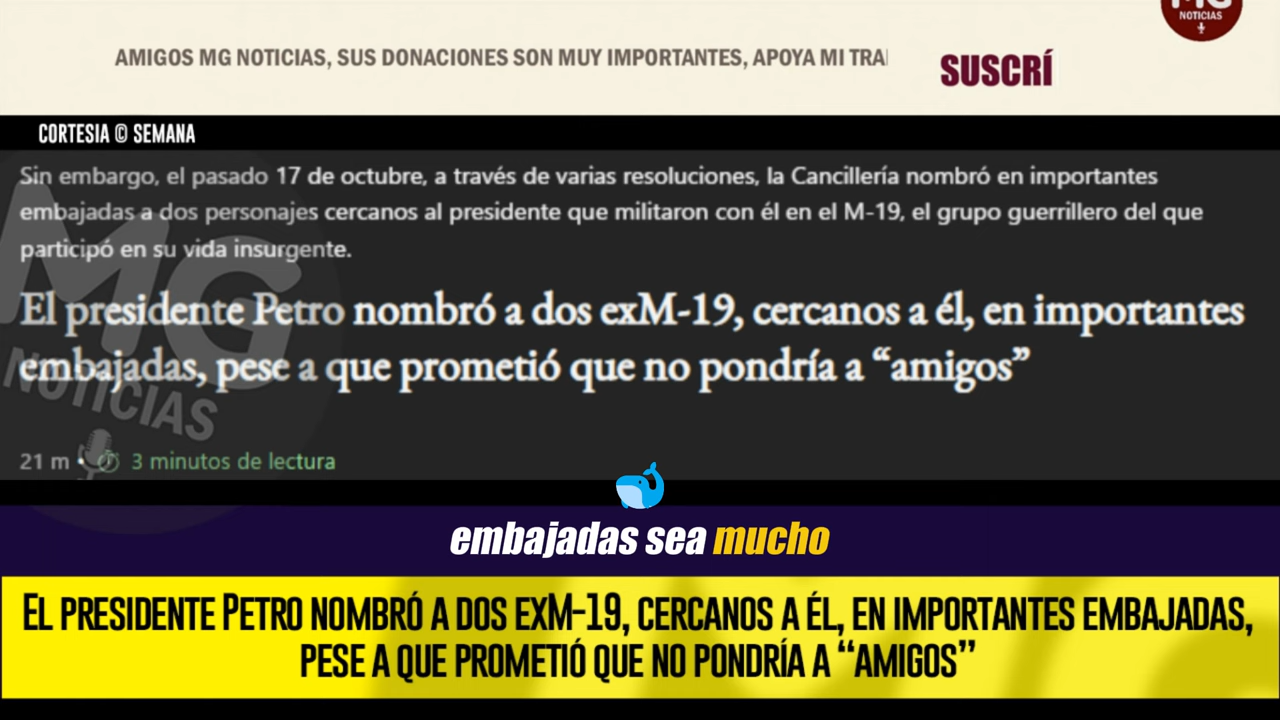 MG
NOTICIAS
AMIGOS MG NOTICIAS, SUS DONACIONES SON MUY IMPORTANTES, APOYA MI TRA
SUSCRÍ
CORTESIA © SEMANA
Sin embargo, el pasado 17 de octubre, a través de varias resoluciones, la Cancillería nombró en importantes
embajadas a dos personajes cercanos al presidente que militaron con él en el M-19, el grupo guerrillero del que
participó en su vida insurgente.
El presidente Petro nombró a dos exM-19, cercanos a él, en importantes
embajadas, pese a que prometió que no pondría a “amigos”
MG
NOTICIAS
21 m • 3 minutos de lectura
embajadas sea mucho
EL PRESIDENTE PETRO NOMBRÓ A DOS EXM-19, CERCANOS A ÉL, EN IMPORTANTES EMBAJADAS,
PESE A QUE PROMETIÓ QUE NO PONDRÍA A “AMIGOS”